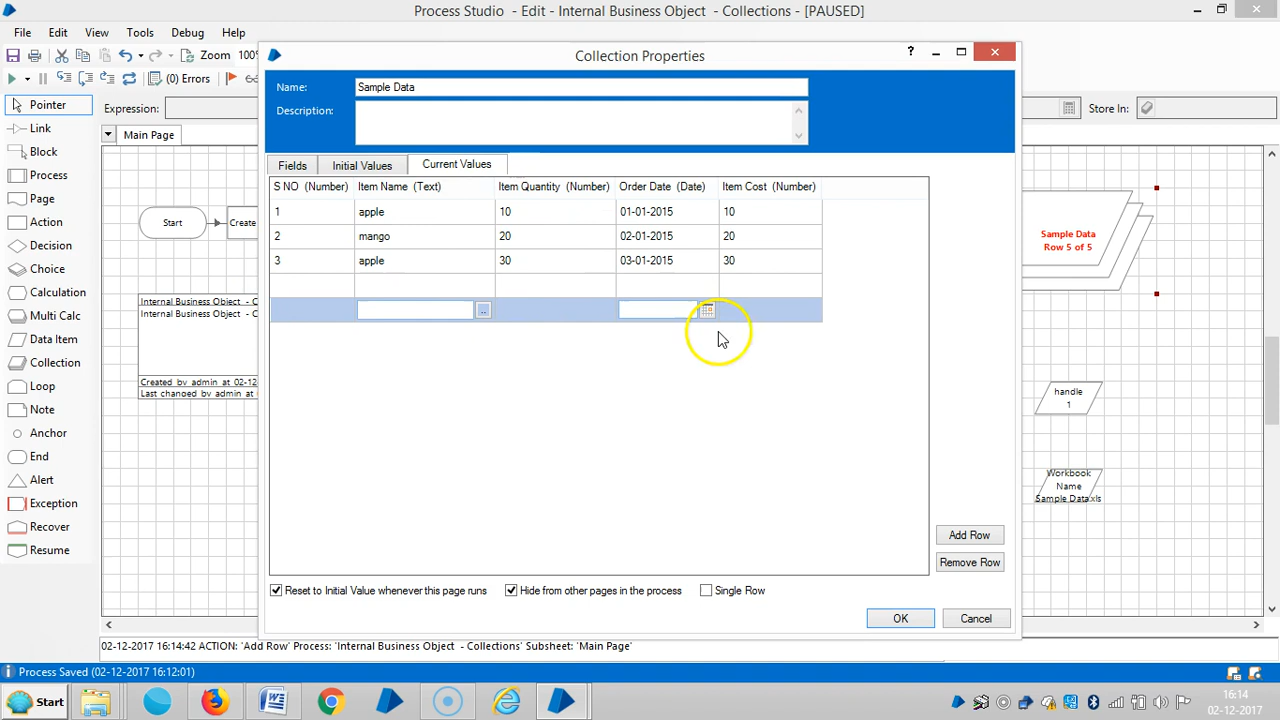 Process Studio - Edit - Internal Business Object - Collections - [PAUSED]
File Edit View Tools Debug Help
Zoom 100%
(0) Errors
Expression:
Store In:
Pointer
Link
Block
Process
Page
Action
Decision
Choice
Calculation
Multi Calc
Data Item
Collection
Loop
Note
Anchor
End
Alert
Exception
Recover
Resume
Main Page
Start
Create
Internal Business Object - C
Internal Business Object - C
Created by admin at 02-12
Last changed by admin at
Collection Properties
?
Name: Sample Data
Description:
Fields Initial Values Current Values
S NO (Number) Item Name (Text) Item Quantity (Number) Order Date (Date) Item Cost (Number)
1 apple 10 01-01-2015 10
2 mango 20 02-01-2015 20
3 apple 30 03-01-2015 30
Add Row
Remove Row
Reset to Initial Value whenever this page runs Hide from other pages in the process Single Row
OK Cancel
Sample Data
Row 5 of 5
handle
1
Workbook
Name
Sample Data.xls
02-12-2017 16:14:42 ACTION: 'Add Row' Process: 'Internal Business Object - Collections' Subsheet: 'Main Page'
Process Saved (02-12-2017 16:12:01)
Start
16:14
02-12-2017